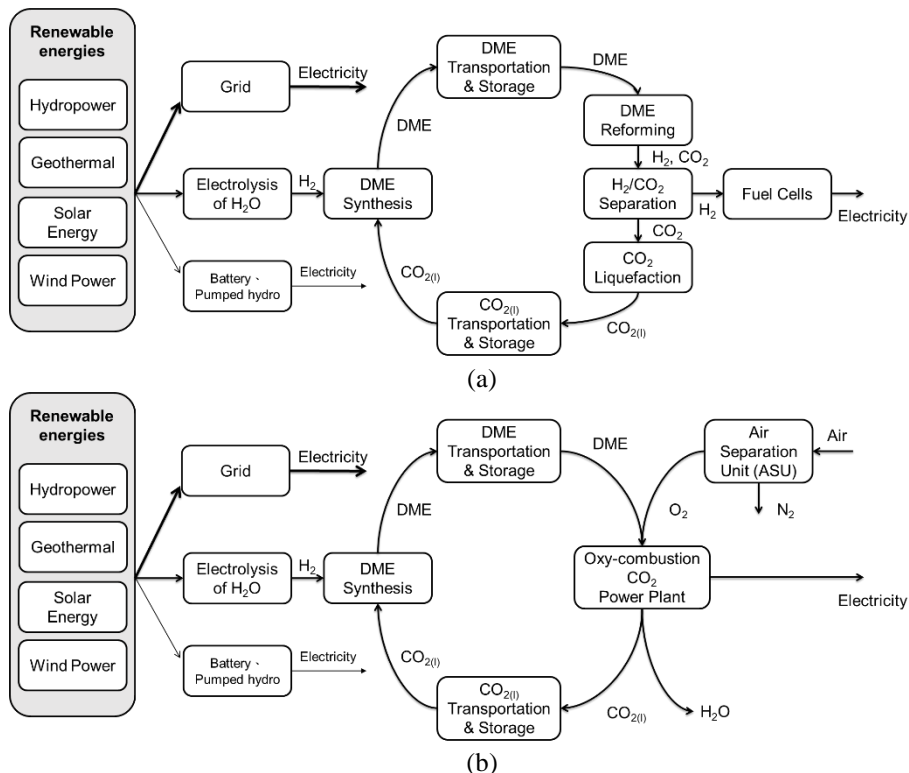 Renewable
energies
Hydropower
Geothermal
Solar
Energy
Wind Power
Grid
Electricity
Electrolysis
of H₂O
H₂
DME
Synthesis
Battery、
Pumped hydro
Electricity
DME
DME
Transportation
& Storage
DME
DME
Reforming
H₂, CO₂
H₂/CO₂
Separation
H₂
Fuel Cells
Electricity
CO₂
CO₂
Liquefaction
CO₂₍ₗ₎
CO₂₍ₗ₎
Transportation
& Storage
CO₂₍ₗ₎
(a)
Renewable
energies
Hydropower
Geothermal
Solar
Energy
Wind Power
Grid
Electricity
Electrolysis
of H₂O
H₂
DME
Synthesis
Battery、
Pumped hydro
Electricity
DME
DME
Transportation
& Storage
DME
Air
Separation
Unit (ASU)
Air
N₂
O₂
Oxy-combustion
CO₂
Power Plant
Electricity
H₂O
CO₂₍ₗ₎
CO₂₍ₗ₎
Transportation
& Storage
CO₂₍ₗ₎
(b)